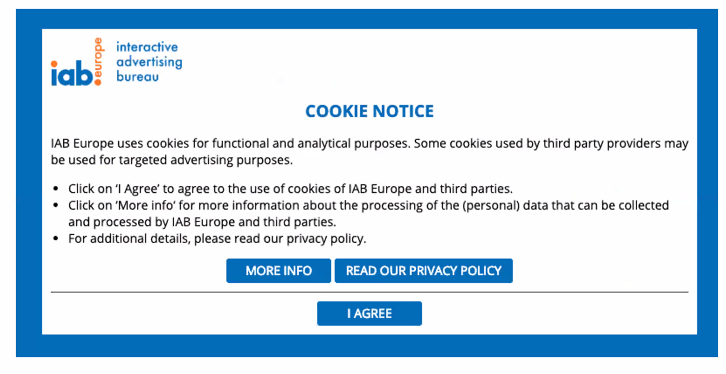 iab europe
interactive
advertising
bureau
COOKIE NOTICE
IAB Europe uses cookies for functional and analytical purposes. Some cookies used by third party providers may
be used for targeted advertising purposes.
• Click on ‘I Agree’ to agree to the use of cookies of IAB Europe and third parties.
• Click on ‘More info‘ for more information about the processing of the (personal) data that can be collected
and processed by IAB Europe and third parties.
• For additional details, please read our privacy policy.
MORE INFO READ OUR PRIVACY POLICY
I AGREE